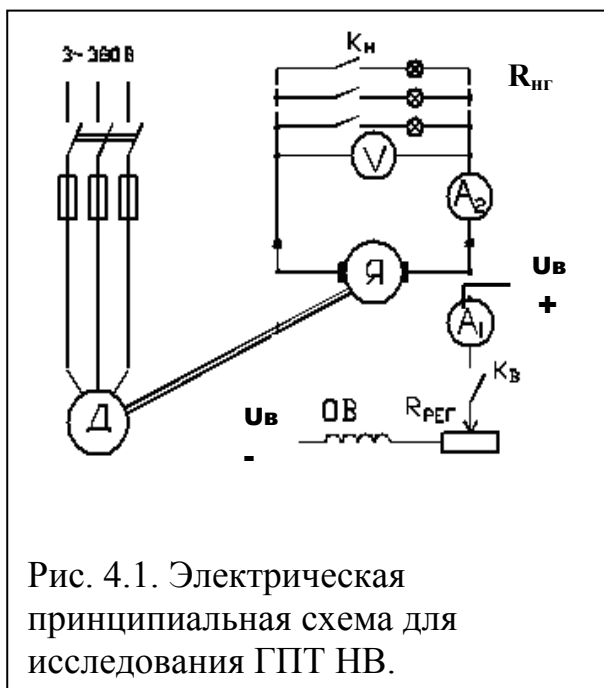 3~380В
Кн
Rнг
V
A2
Я
Uв
+
A1
Кв
Uв
-
ОВ
RРЕГ
Д
Рис. 4.1. Электрическая
принципиальная схема для
исследования ГПТ НВ.